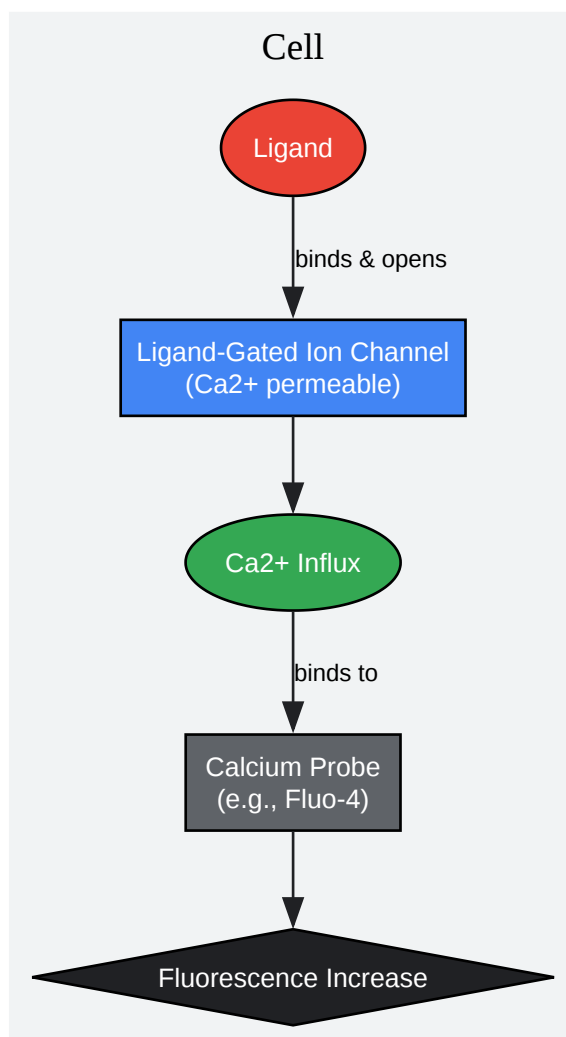 Cell
Ligand
binds & opens
Ligand-Gated Ion Channel
(Ca2+ permeable)
Ca2+ Influx
binds to
Calcium Probe
(e.g., Fluo-4)
Fluorescence Increase